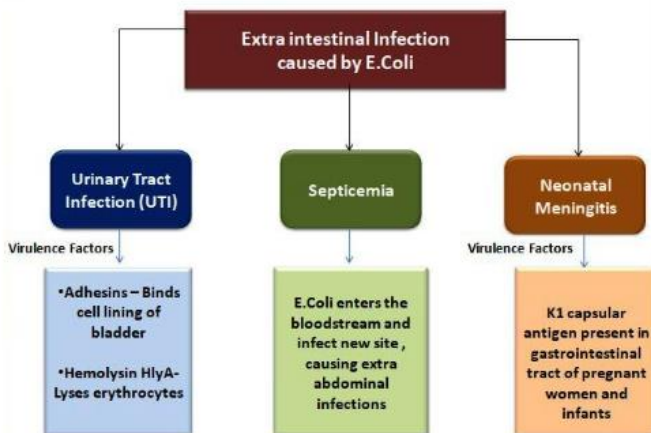 Extra intestinal Infection
caused by E.Coli
Urinary Tract
Infection (UTI)
Septicemia
Neonatal
Meningitis
Virulence Factors
Virulence Factors
•Adhesins – Binds
cell lining of
bladder
•Hemolysin HlyA-
Lyses erythrocytes
E.Coli enters the
bloodstream and
infect new site ,
causing extra
abdominal
infections
K1 capsular
antigen present in
gastrointestinal
tract of pregnant
women and
infants